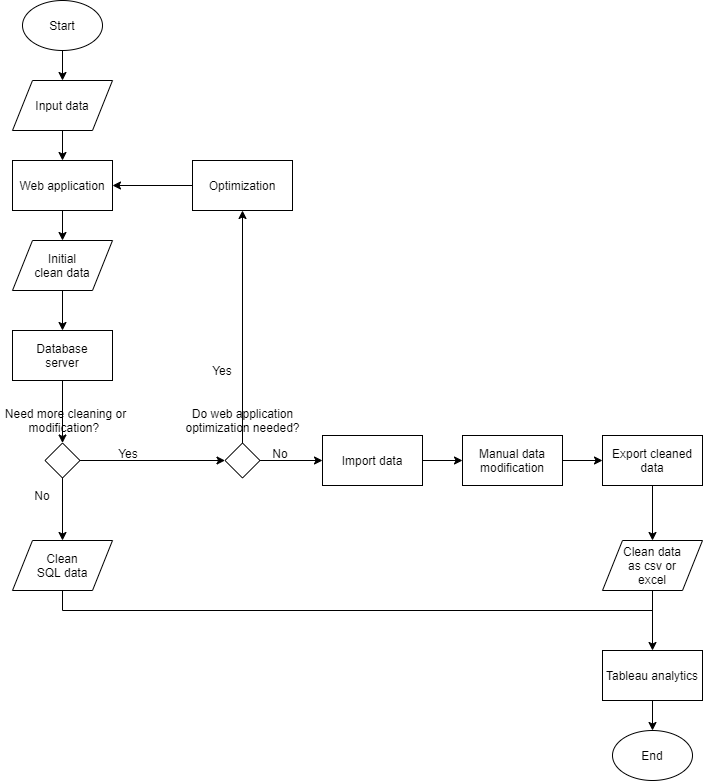 Start
Input data
Web application
Optimization
Initial
clean data
Database
server
Yes
Need more cleaning or
modification?
Do web application
optimization needed?
Yes
No
Import data
Manual data
modification
Export cleaned
data
No
Clean
SQL data
Clean data
as csv or
excel
Tableau analytics
End